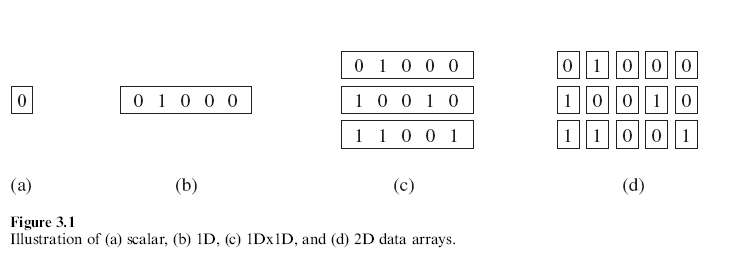 0 1 0 0 0 0 1 0 0 0
0 0 1 0 0 0 1 0 0 1 0 1 0 0 1 0
1 1 0 0 1 1 1 0 0 1
(a) (b) (c) (d)
Figure 3.1
Illustration of (a) scalar, (b) 1D, (c) 1Dx1D, and (d) 2D data arrays.